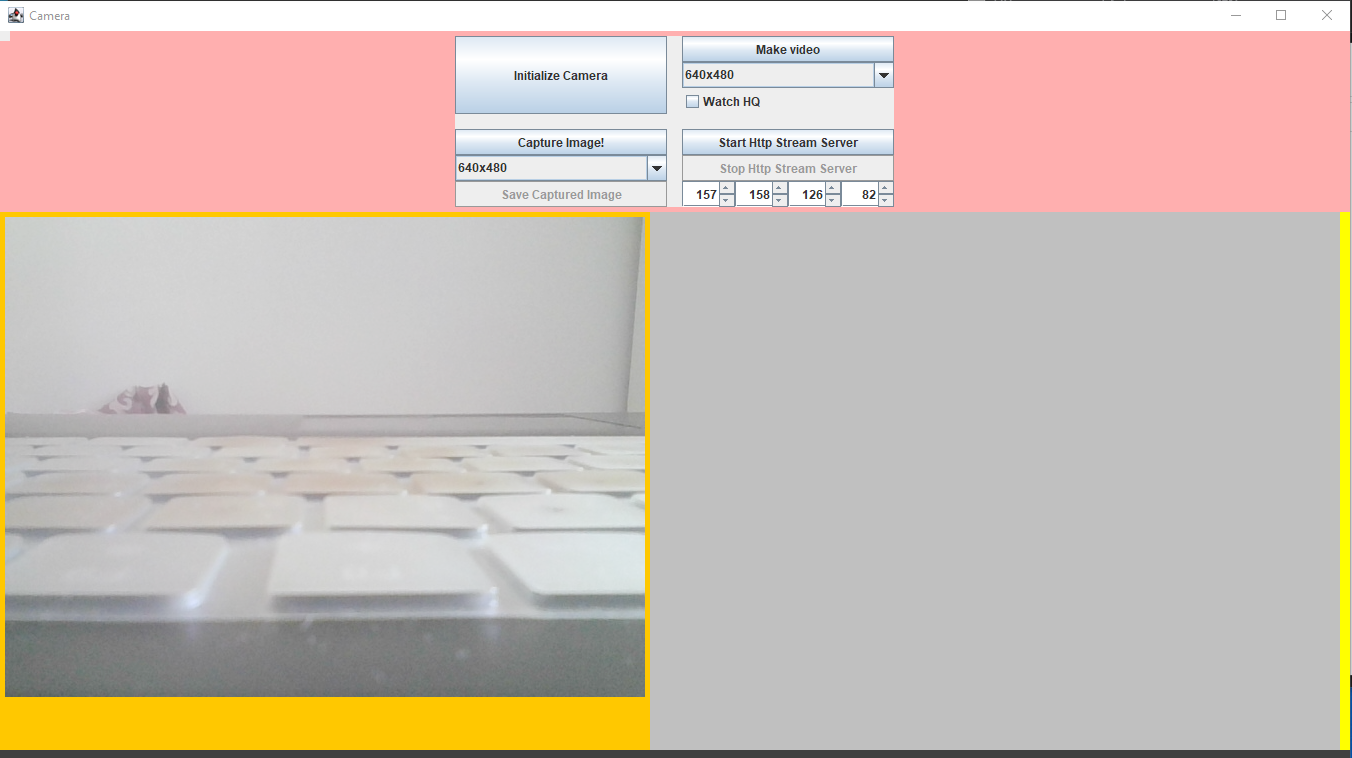 Camera
Initialize Camera
Make video
640x480
Watch HQ
Capture Image!
Start Http Stream Server
640x480
Stop Http Stream Server
Save Captured Image
157 158 126 82